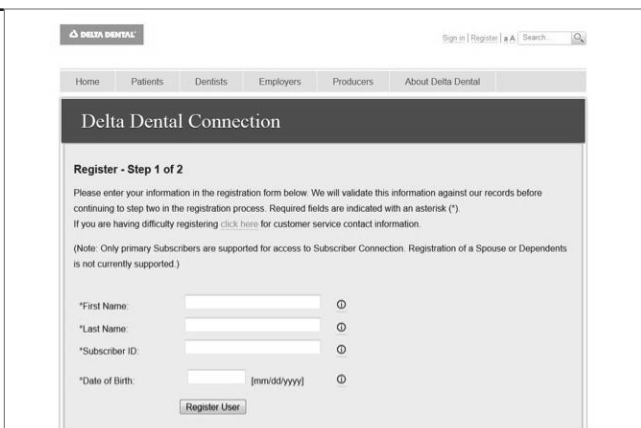 DELTA DENTAL
Sign in | Register | a A Search...
Home Patients Dentists Employers Producers About Delta Dental
Delta Dental Connection
Register - Step 1 of 2
Please enter your information in the registration form below. We will validate this information against our records before
continuing to step two in the registration process. Required fields are indicated with an asterisk (*).
If you are having difficulty registering click here for customer service contact information.
(Note: Only primary Subscribers are supported for access to Subscriber Connection. Registration of a Spouse or Dependents
is not currently supported.)
*First Name:
*Last Name:
*Subscriber ID:
*Date of Birth: [mm/dd/yyyy]
Register User